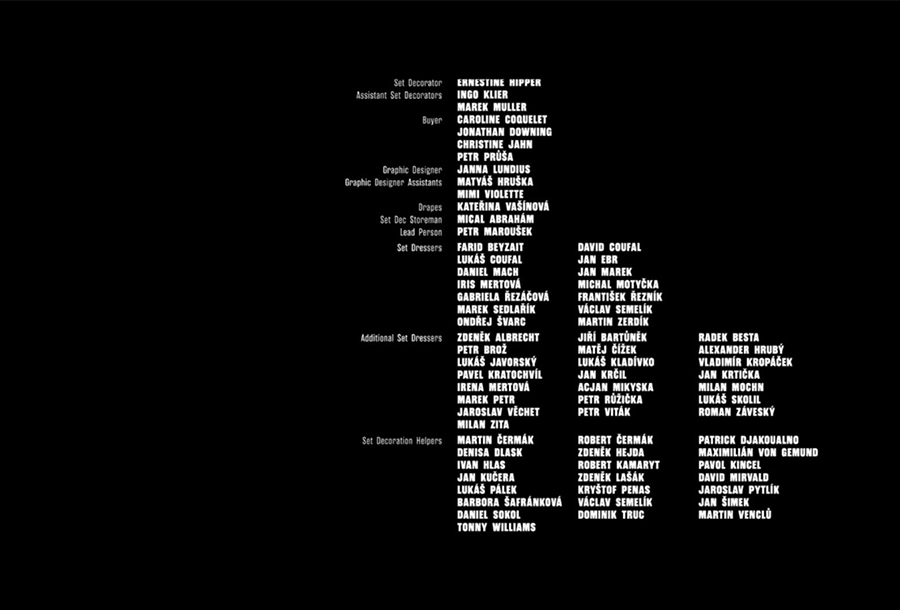 Set Decorator ERNESTINE HIPPER
Assistant Set Decorators INGO KLIER
MAREK MULLER
Buyer CAROLINE COQUELET
JONATHAN DOWNING
CHRISTINE JAHN
PETR PRŮŠA
Graphic Designer JANNA LUNDIUS
Graphic Designer Assistants MATYÁŠ HRUŠKA
MIMI VIOLETTE
Drapes KATEŘINA VAŠÍNOVÁ
Set Dec Storeman MICAL ABRAHÁM
Lead Person PETR MAROUŠEK
Set Dressers FARID BEYZAIT DAVID COUFAL
LUKÁŠ COUFAL JAN EBR
DANIEL MACH JAN MAREK
IRIS MERTOVÁ MICHAL MOTYČKA
GABRIELA ŘEZÁČOVÁ FRANTIŠEK ŘEZNÍK
MAREK SEDLAŘÍK VÁCLAV SEMELÍK
ONDŘEJ ŠVARC MARTIN ZERDÍK
Additional Set Dressers ZDENĚK ALBRECHT JIŘÍ BARTŮNĚK RADEK BESTA
PETR BROŽ MATĚJ ČÍŽEK ALEXANDER HRUBÝ
LUKÁŠ JAVORSKÝ LUKÁŠ KLADÍVKO VLADIMÍR KROPÁČEK
PAVEL KRATOCHVÍL JAN KRČIL JAN KRTIČKA
IRENA MERTOVÁ ACJAN MIKYSKA MILAN MOCHN
MAREK PETR PETR RŮŽIČKA LUKÁŠ SKOLIL
JAROSLAV VĚCHET PETR VITÁK ROMAN ZÁVESKÝ
MILAN ZITA
Set Decoration Helpers MARTIN ČERMÁK ROBERT ČERMÁK PATRICK DJAKOUALNO
DENISA DLASK ZDENĚK HEJDA MAXIMILIÁN VON GEMUND
IVAN HLAS ROBERT KAMARYT PAVOL KINCEL
JAN KUČERA ZDENĚK LAŠÁK DAVID MIRVALD
LUKÁŠ PÁLEK KRYŠTOF PENAS JAROSLAV PYTLÍK
BARBORA ŠAFRÁNKOVÁ VÁCLAV SEMELÍK JAN ŠIMEK
DANIEL SOKOL DOMINIK TRUC MARTIN VENCLŮ
TONNY WILLIAMS